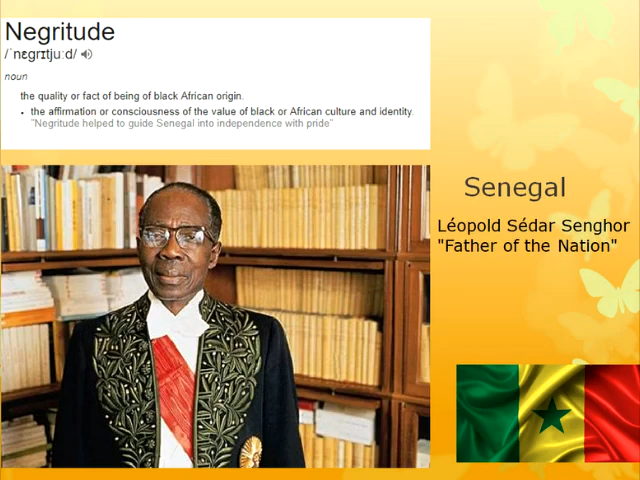 Negritude
/ˈnɛɡrɪtjuːd/
noun
the quality or fact of being of black African origin.
• the affirmation or consciousness of the value of black or African culture and identity.
"Negritude helped to guide Senegal into independence with pride"
Senegal
Léopold Sédar Senghor
"Father of the Nation"